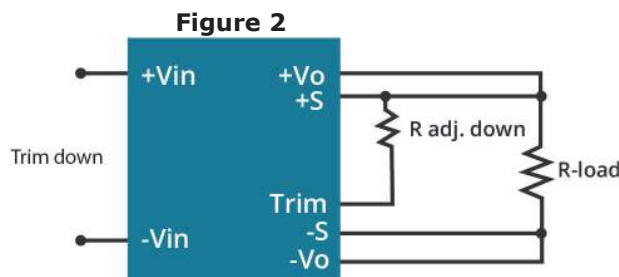 Figure 2
+Vin
+Vo
+S
R adj. down
Trim down
R-load
Trim
-S
-Vin
-Vo